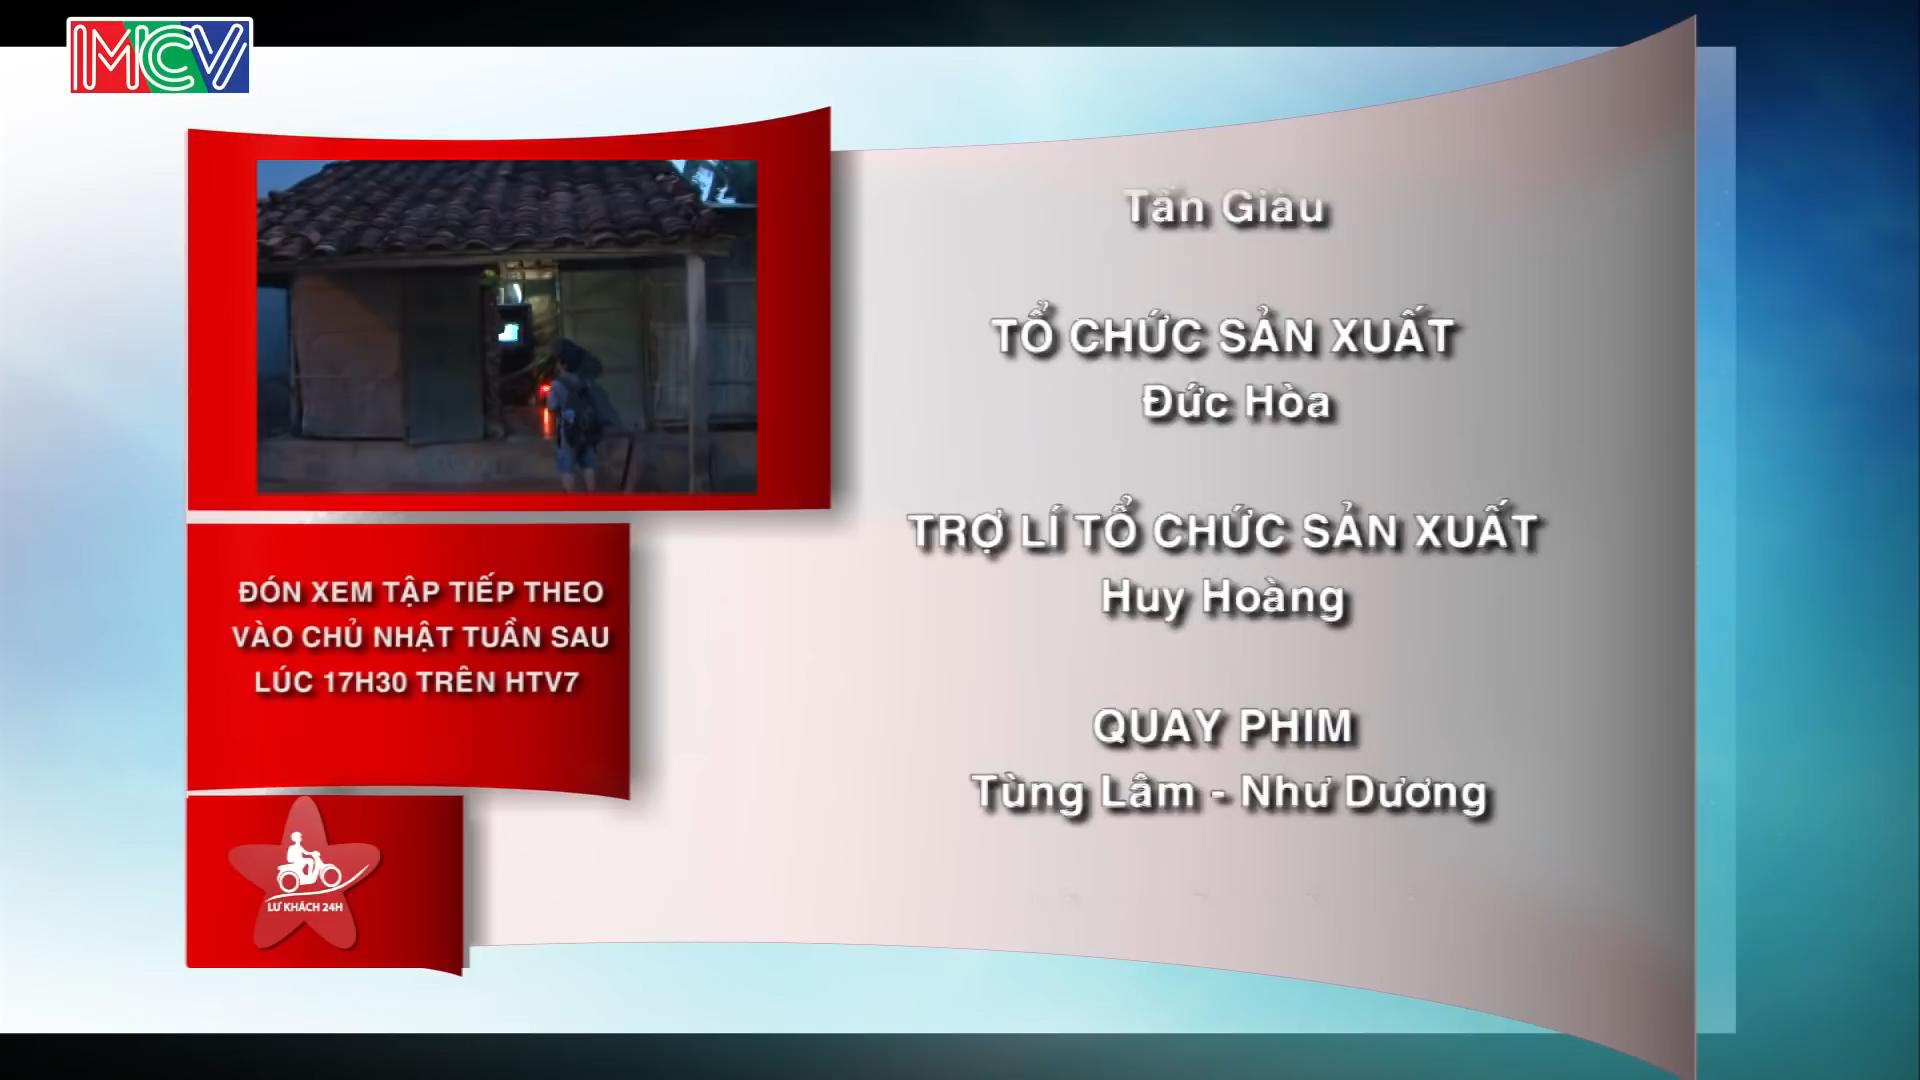 MCV
Tấn Giàu
TỔ CHỨC SẢN XUẤT
Đức Hòa
TRỢ LÍ TỔ CHỨC SẢN XUẤT
Huy Hoàng
QUAY PHIM
Tùng Lâm - Như Dương
ĐÓN XEM TẬP TIẾP THEO
VÀO CHỦ NHẬT TUẦN SAU
LÚC 17H30 TRÊN HTV7
LƯ KHÁCH 24H